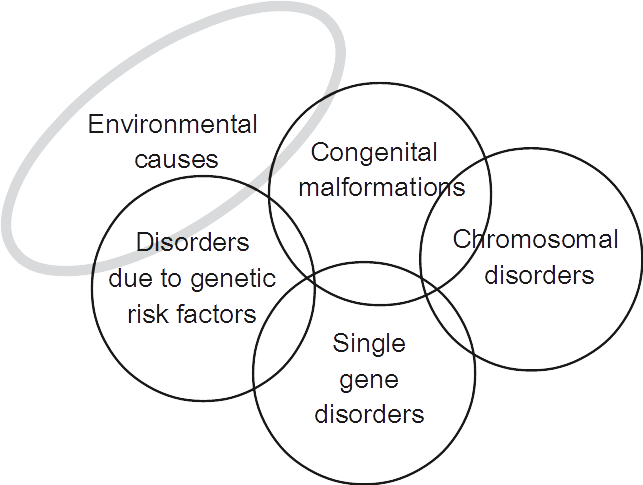 Environmental
causes
Congenital
malformations
Chromosomal
disorders
Disorders
due to genetic
risk factors
Single
gene
disorders